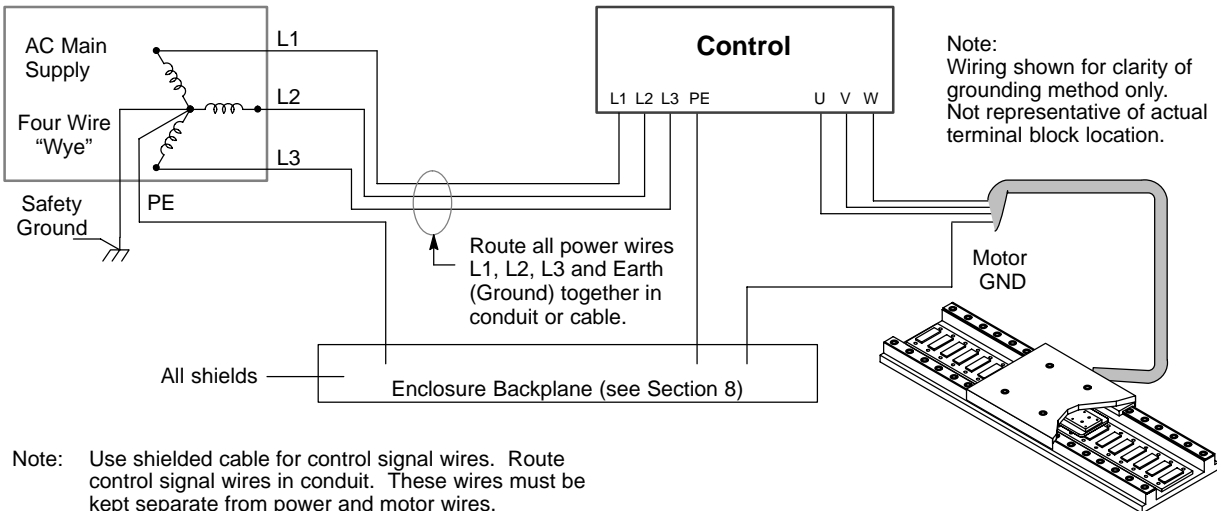 AC Main
Supply
Four Wire
“Wye”
L1
L2
L3
PE
Safety
Ground
Control
L1 L2 L3 PE U V W
Note:
Wiring shown for clarity of
grounding method only.
Not representative of actual
terminal block location.
Route all power wires
L1, L2, L3 and Earth
(Ground) together in
conduit or cable.
Motor
GND
All shields
Enclosure Backplane (see Section 8)
Note: Use shielded cable for control signal wires. Route
control signal wires in conduit. These wires must be
kept separate from power and motor wires.